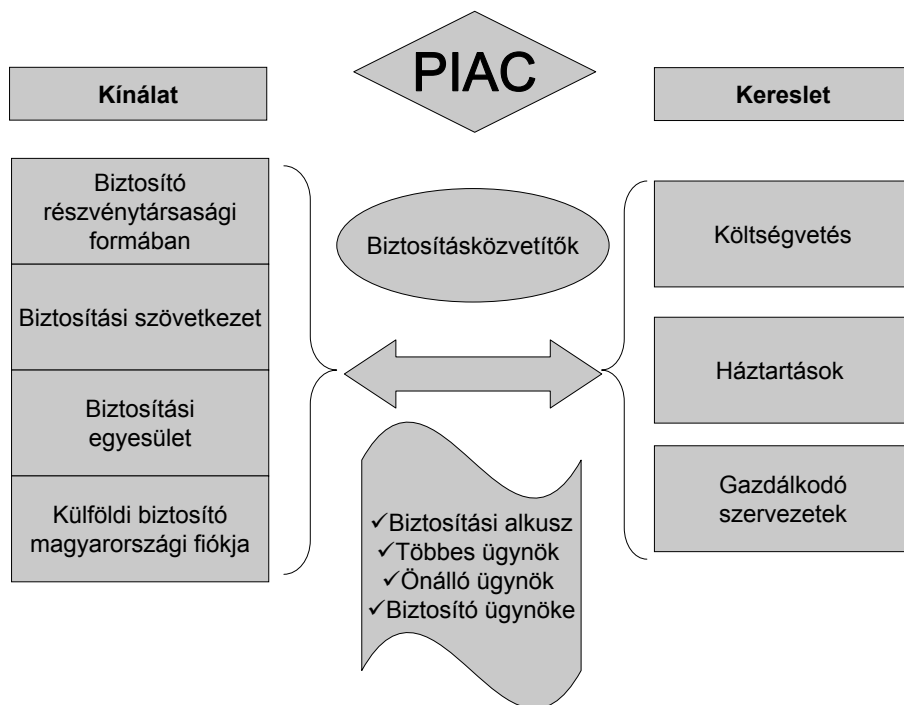 PIAC
Kínálat
Kereslet
Biztosító
részvénytársasági
formában
Biztosítási szövetkezet
Biztosítási
egyesület
Külföldi biztosító
magyarországi fiókja
Biztosításközvetítők
✓Biztosítási alkusz
✓Többes ügynök
✓Önálló ügynök
✓Biztosító ügynöke
Költségvetés
Háztartások
Gazdálkodó
szervezetek